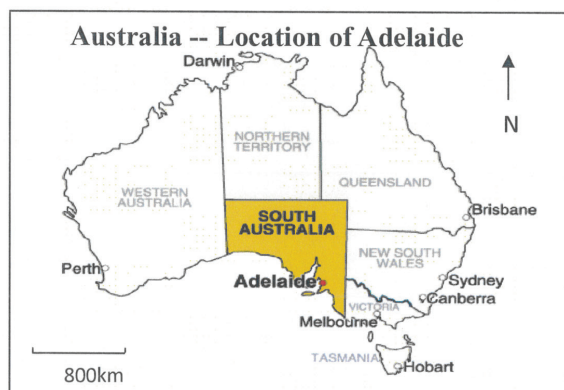 Australia -- Location of Adelaide
Darwin
N
NORTHERN
TERRITORY
WESTERN
AUSTRALIA
QUEENSLAND
SOUTH
AUSTRALIA
Brisbane
NEW SOUTH
WALES
Perth
Adelaide
Sydney
Canberra
VICTORIA
Melbourne
TASMANIA
Hobart
800km